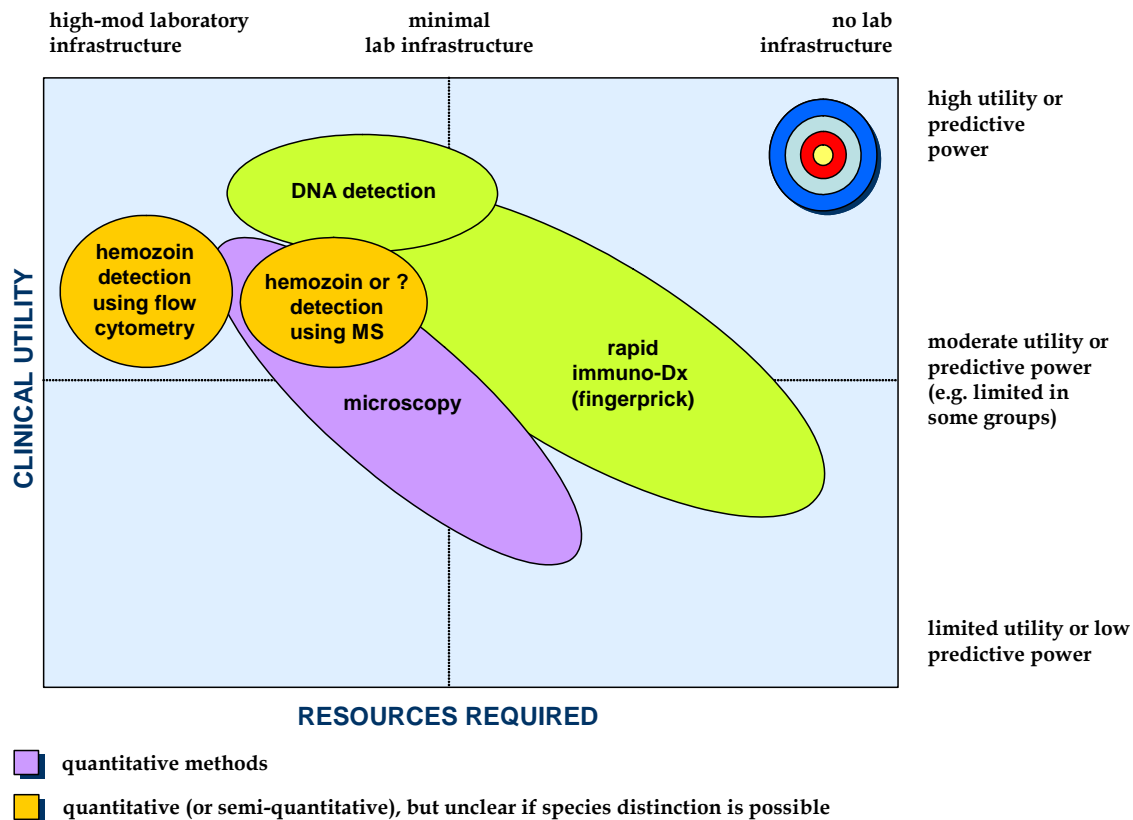 high-mod laboratory
infrastructure
minimal
lab infrastructure
no lab
infrastructure
high utility or
predictive
power
DNA detection
hemozoin
detection
using flow
cytometry
hemozoin or ?
detection
using MS
rapid
immuno-Dx
(fingerprick)
microscopy
moderate utility or
predictive power
(e.g. limited in
some groups)
CLINICAL UTILITY
limited utility or low
predictive power
RESOURCES REQUIRED
quantitative methods
quantitative (or semi-quantitative), but unclear if species distinction is possible